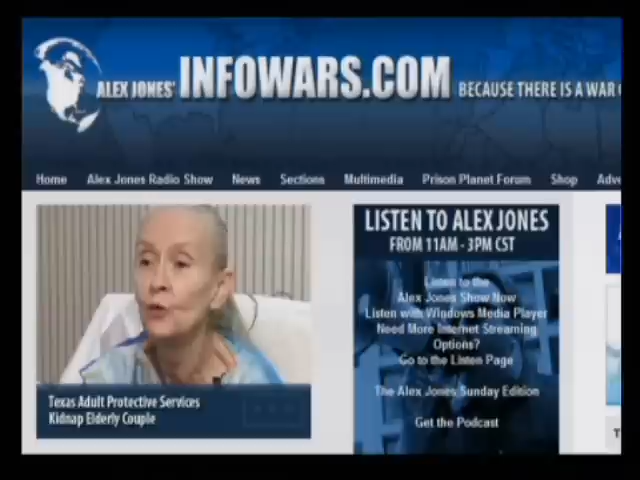 ALEX JONES' INFOWARS.COM BECAUSE THERE IS A WAR
Home Alex Jones Radio Show News Sections Multimedia Prison Planet Forum Shop Adve
LISTEN TO ALEX JONES
FROM 11AM - 3PM CST
Listen to the
Alex Jones Show Now
Listen with Windows Media Player
Need More Internet Streaming
Options?
Go to the Listen Page
The Alex Jones Sunday Edition
Get the Podcast
Texas Adult Protective Services
Kidnap Elderly Couple